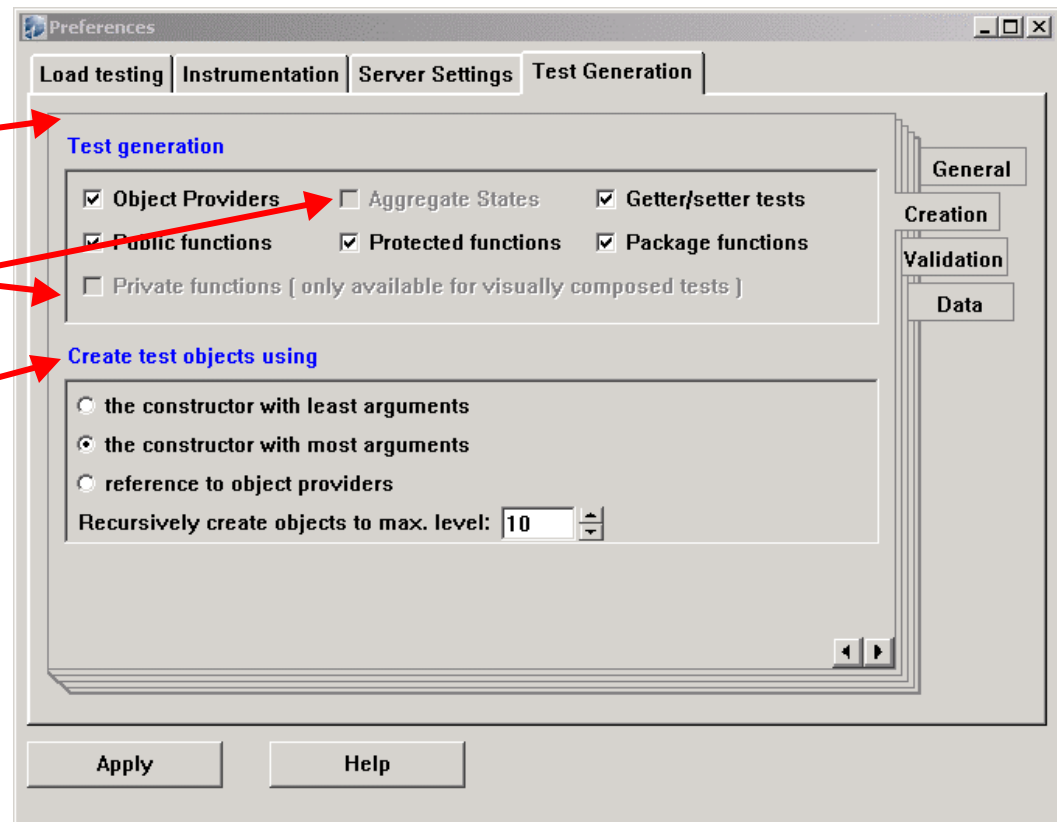 Preferences
Load testing Instrumentation Server Settings Test Generation
Test generation
Object Providers Aggregate States Getter/setter tests
Public functions Protected functions Package functions
Private functions ( only available for visually composed tests )
Create test objects using
the constructor with least arguments
the constructor with most arguments
reference to object providers
Recursively create objects to max. level: 10
General
Creation
Validation
Data
Apply Help